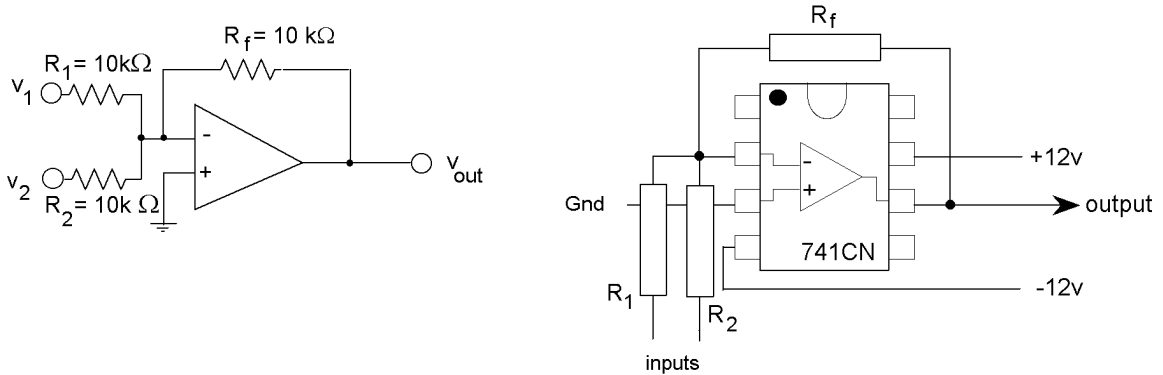 R_f = 10 kΩ
R_1 = 10kΩ
v_1
-
+
v_2
R_2 = 10k Ω
v_out
R_f
-
+
+12v
Gnd
output
741CN
-12v
R_1
R_2
inputs